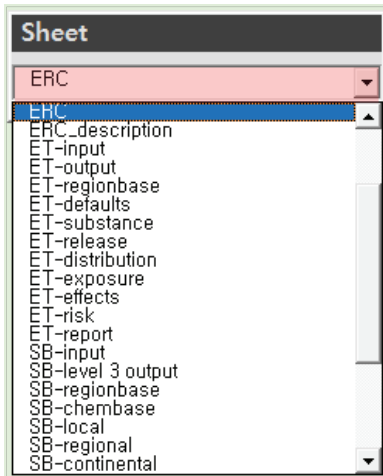 Sheet
ERC
ERC
ERC_description
ET-input
ET-output
ET-regionbase
ET-defaults
ET-substance
ET-release
ET-distribution
ET-exposure
ET-effects
ET-risk
ET-report
SB-input
SB-level 3 output
SB-regionbase
SB-chembase
SB-local
SB-regional
SB-continental